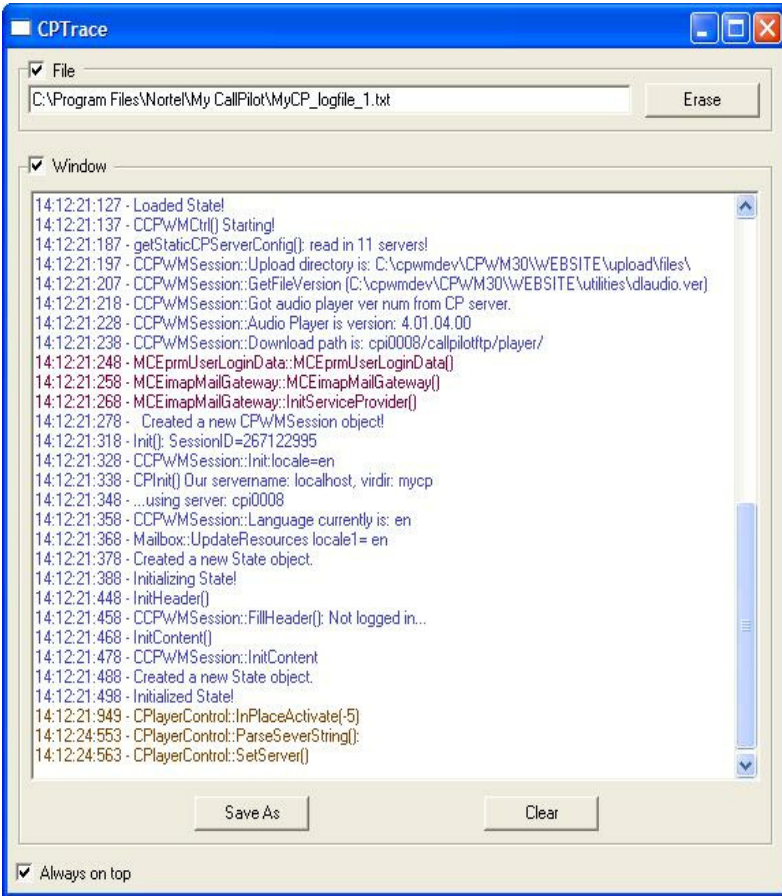 CPTrace
File
C:\Program Files\Nortel\My CallPilot\MyCP_logfile_1.txt
Erase
Window
14:12:21:127 - Loaded State!
14:12:21:137 - CCPWMCtrl() Starting!
14:12:21:187 - getStaticCPServerConfig(): read in 11 servers!
14:12:21:197 - CCPWMSession::Upload directory is: C:\cpwmdev\CPWM30\WEBSITE\upload\files\
14:12:21:207 - CCPWMSession::GetFileVersion (C:\cpwmdev\CPWM30\WEBSITE\utilities\dlaudio.ver)
14:12:21:218 - CCPWMSession::Got audio player ver num from CP server.
14:12:21:228 - CCPWMSession::Audio Player is version: 4.01.04.00
14:12:21:238 - CCPWMSession::Download path is: cpi0008/callpilotftp/player/
14:12:21:248 - MCEprmUserLoginData::MCEprmUserLoginData()
14:12:21:258 - MCEimapMailGateway::MCEimapMailGateway()
14:12:21:268 - MCEimapMailGateway::InitServiceProvider()
14:12:21:278 -   Created a new CPWMSession object!
14:12:21:318 - Init(): SessionID=267122995
14:12:21:328 - CCPWMSession::Init:locale=en
14:12:21:338 - CPInit() Our servername: localhost, virdir: mycp
14:12:21:348 - ...using server: cpi0008
14:12:21:358 - CCPWMSession::Language currently is: en
14:12:21:368 - Mailbox::UpdateResources locale1= en
14:12:21:378 - Created a new State object.
14:12:21:388 - Initializing State!
14:12:21:448 - InitHeader()
14:12:21:458 - CCPWMSession::FillHeader(): Not logged in...
14:12:21:468 - InitContent()
14:12:21:478 - CCPWMSession::InitContent
14:12:21:488 - Created a new State object.
14:12:21:498 - Initialized State!
14:12:21:949 - CPlayerControl::InPlaceActivate(-5)
14:12:24:553 - CPlayerControl::ParseSeverString():
14:12:24:563 - CPlayerControl::SetServer()
Save As
Clear
Always on top